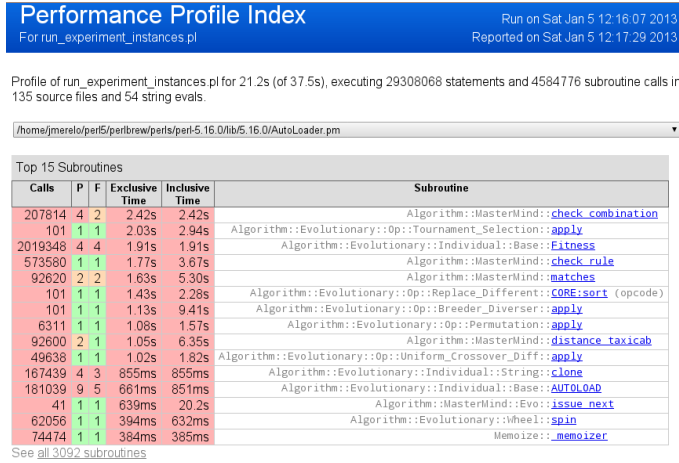 Performance Profile Index
For run_experiment_instances.pl
Run on Sat Jan 5 12:16:07 2013
Reported on Sat Jan 5 12:17:29 2013
Profile of run_experiment_instances.pl for 21.2s (of 37.5s), executing 29308068 statements and 4584776 subroutine calls in
135 source files and 54 string evals.
/home/jmerelo/perl5/perlbrew/perls/perl-5.16.0/lib/5.16.0/AutoLoader.pm
Top 15 Subroutines
Calls P F Exclusive Time Inclusive Time Subroutine
207814 4 2 2.42s 2.42s Algorithm::MasterMind::check_combination
101 1 1 2.03s 2.94s Algorithm::Evolutionary::Op::Tournament_Selection::apply
2019348 4 4 1.91s 1.91s Algorithm::Evolutionary::Individual::Base::Fitness
573580 1 1 1.77s 3.67s Algorithm::MasterMind::check_rule
92620 2 2 1.63s 5.30s Algorithm::MasterMind::matches
101 1 1 1.43s 2.28s Algorithm::Evolutionary::Op::Replace_Different::CORE:sort (opcode)
101 1 1 1.13s 9.41s Algorithm::Evolutionary::Op::Breeder_Diverser::apply
6311 1 1 1.08s 1.57s Algorithm::Evolutionary::Op::Permutation::apply
92600 2 1 1.05s 6.35s Algorithm::MasterMind::distance_taxicab
49638 1 1 1.02s 1.82s Algorithm::Evolutionary::Op::Uniform_Crossover_Diff::apply
167439 4 3 855ms 855ms Algorithm::Evolutionary::Individual::String::clone
181039 9 5 661ms 851ms Algorithm::Evolutionary::Individual::Base::AUTOLOAD
41 1 1 639ms 20.2s Algorithm::MasterMind::Evo::issue_next
62056 1 1 394ms 632ms Algorithm::Evolutionary::Wheel::spin
74474 1 1 384ms 385ms Memoize::_memoizer
See all 3092 subroutines